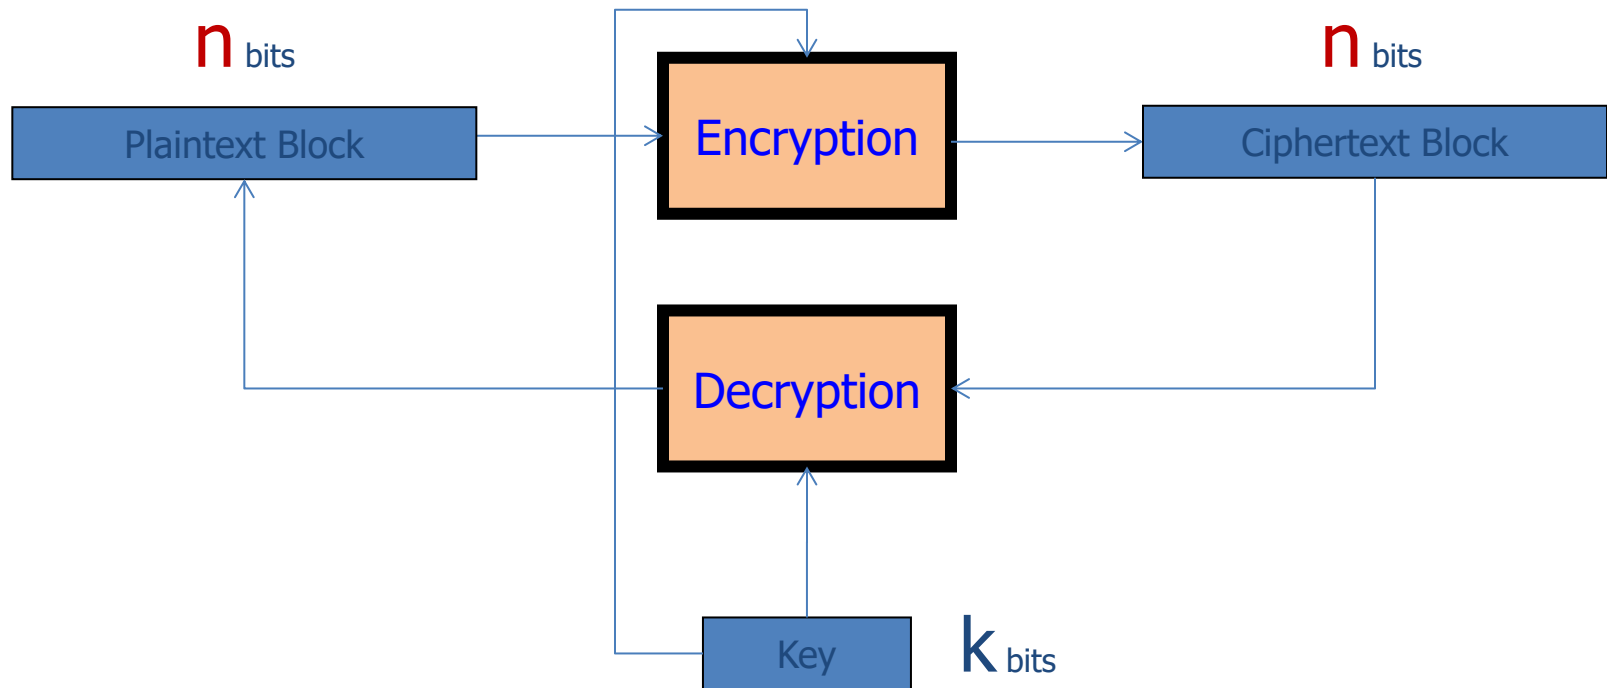 n bits
n bits
Plaintext Block
Encryption
Ciphertext Block
Decryption
Key
k bits